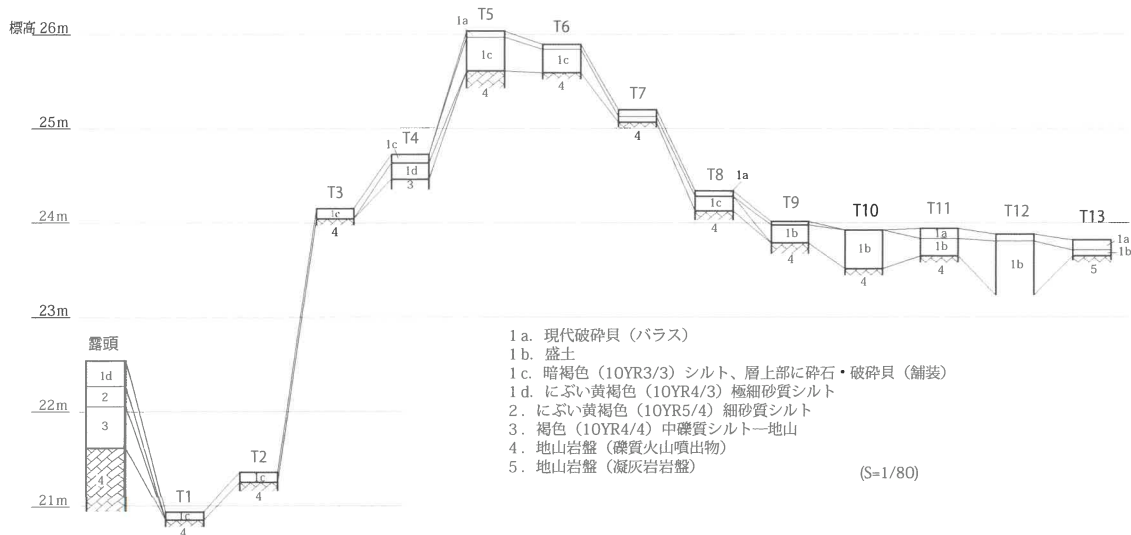 標高 26m
25m
24m
23m
22m
21m
露頭
1d
2
3
4
T1
1c
4
T2
1c
4
T3
1c
4
T4
1c
1d
3
T5
1a
1c
4
T6
1c
4
T7
4
T8
1a
1c
4
T9
1b
4
T10
1b
4
T11
1a
1b
4
T12
1b
T13
1a
1b
5
1a. 現代破砕貝（バラス）
1b. 盛土
1c. 暗褐色（10YR3/3）シルト、層上部に砕石・破砕貝（舗装）
1d. にぶい黄褐色（10YR4/3）極細砂質シルト
2. にぶい黄褐色（10YR5/4）細砂質シルト
3. 褐色（10YR4/4）中礫質シルト―地山
4. 地山岩盤（礫質火山噴出物）
5. 地山岩盤（凝灰岩岩盤）
(S=1/80)